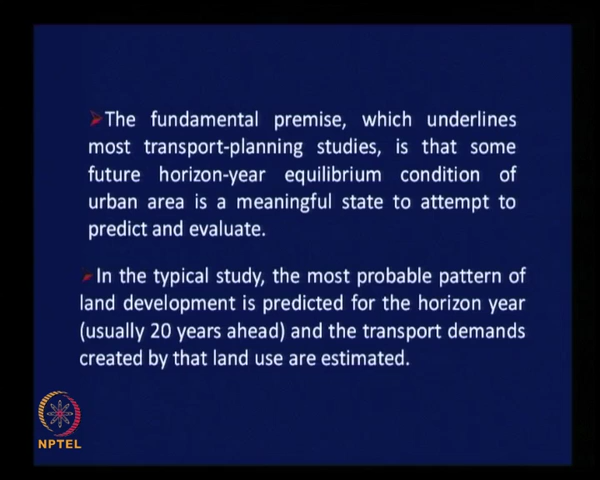 The fundamental premise, which underlines
most transport-planning studies, is that some
future horizon-year equilibrium condition of
urban area is a meaningful state to attempt to
predict and evaluate.
In the typical study, the most probable pattern of
land development is predicted for the horizon year
(usually 20 years ahead) and the transport demands
created by that land use are estimated.
NPTEL